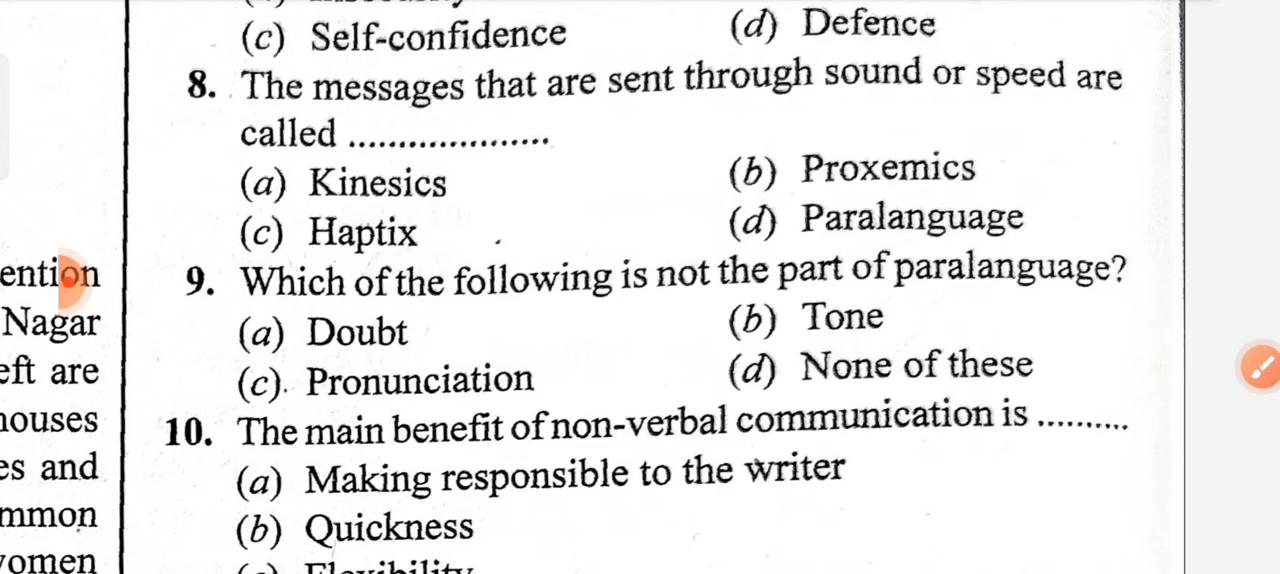 (c) Self-confidence (d) Defence
8. The messages that are sent through sound or speed are
called ....................
(a) Kinesics (b) Proxemics
(c) Haptix (d) Paralanguage
9. Which of the following is not the part of paralanguage?
(a) Doubt (b) Tone
(c). Pronunciation (d) None of these
10. The main benefit of non-verbal communication is ..........
(a) Making responsible to the writer
(b) Quickness
ention
Nagar
eft are
houses
es and
mmon
women